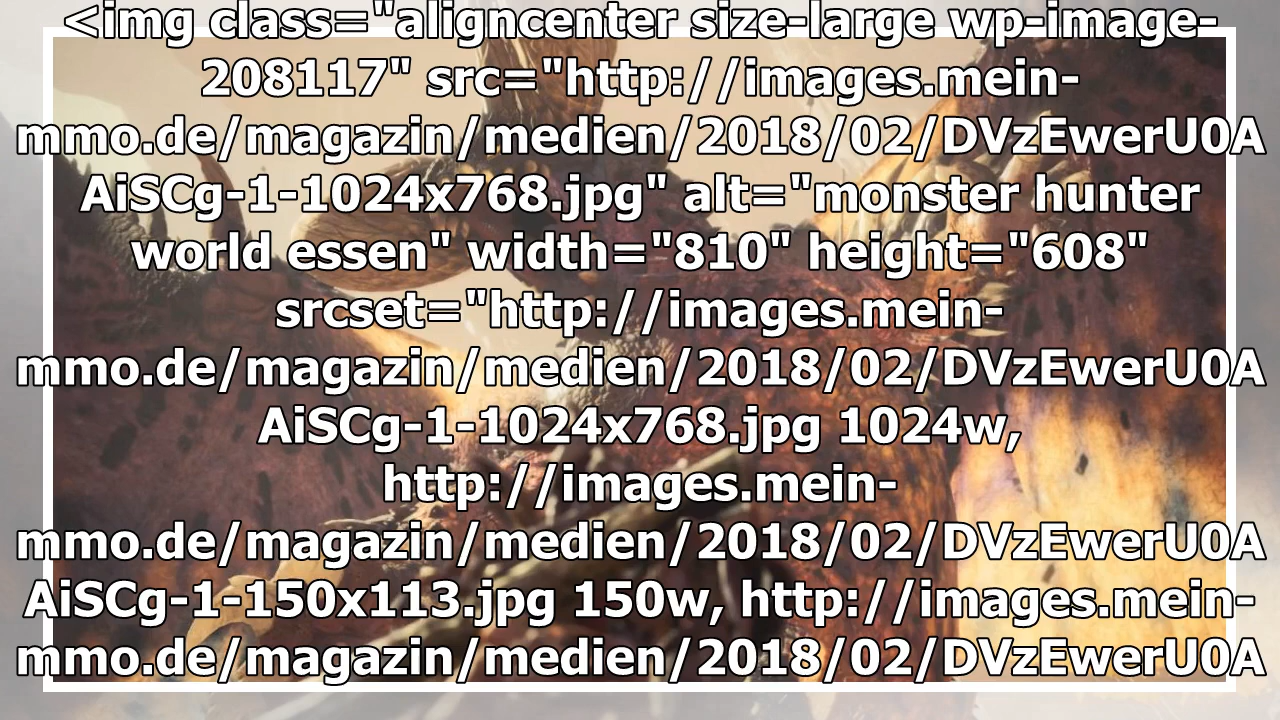 <img class="aligncenter size-large wp-image-
208117" src="http://images.mein-
mmo.de/magazin/medien/2018/02/DVzEwerU0A
AiSCg-1-1024x768.jpg" alt="monster hunter
world essen" width="810" height="608"
srcset="http://images.mein-
mmo.de/magazin/medien/2018/02/DVzEwerU0A
AiSCg-1-1024x768.jpg 1024w,
http://images.mein-
mmo.de/magazin/medien/2018/02/DVzEwerU0A
AiSCg-1-150x113.jpg 150w, http://images.mein-
mmo.de/magazin/medien/2018/02/DVzEwerU0A